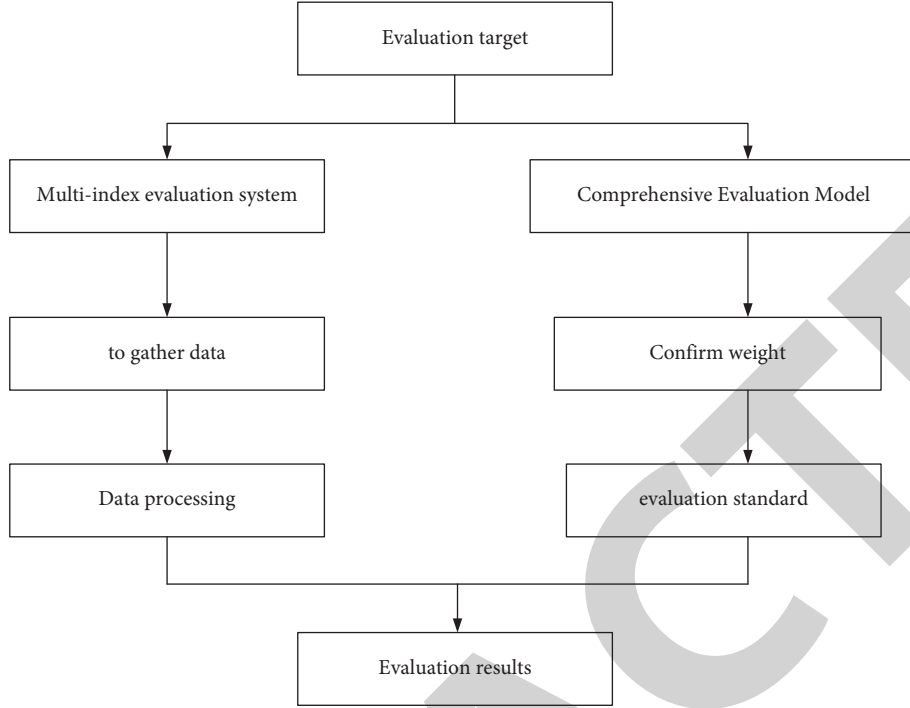 Evaluation target
Multi-index evaluation system
Comprehensive Evaluation Model
to gather data
Confirm weight
Data processing
evaluation standard
Evaluation results